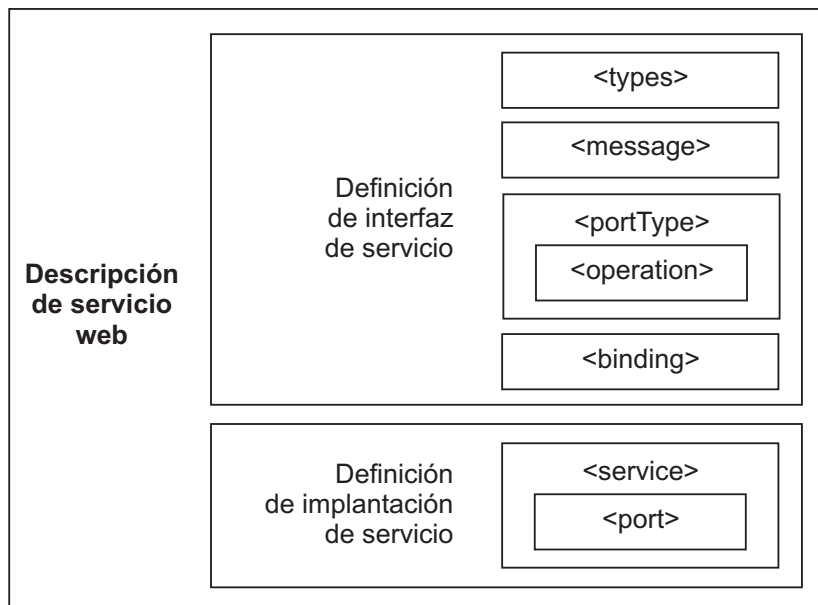 Descripción
de servicio
web
Definición
de interfaz
de servicio
<types>
<message>
<portType>
<operation>
<binding>
Definición
de implantación
de servicio
<service>
<port>